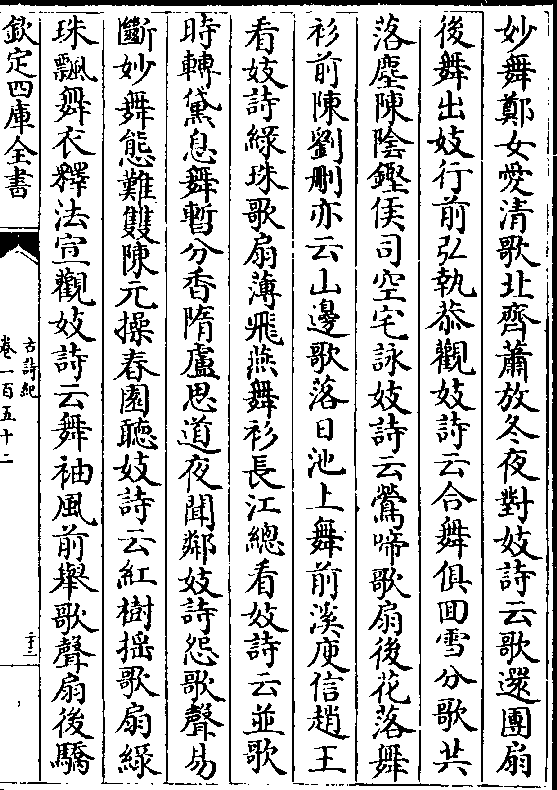 妙舞鄭女愛清歌北齊蕭放冬夜對妓詩云歌還團扇
後舞出妓行前弘執恭觀妓詩云合舞俱囬雪分歌共
落塵陳陰鏗侯司空宅詠妓詩云鶯啼歌扇後花落舞
衫前陳劉刪亦云山邊歌落日池上舞前溪庾信趙王
看妓詩綠珠歌扇薄飛燕舞衫長江總看妓詩云並歌
時轉黛息舞暫分香隋盧思道夜聞鄰妓詩怨歌聲易
斷妙舞態難雙陳元操春園聽妓詩云紅樹揺歌扇綠
珠飄舞衣釋法宣觀妓詩云舞袖風前舉歌聲扇後驕
欽定四庫全書
古詩紀
卷一百五十二